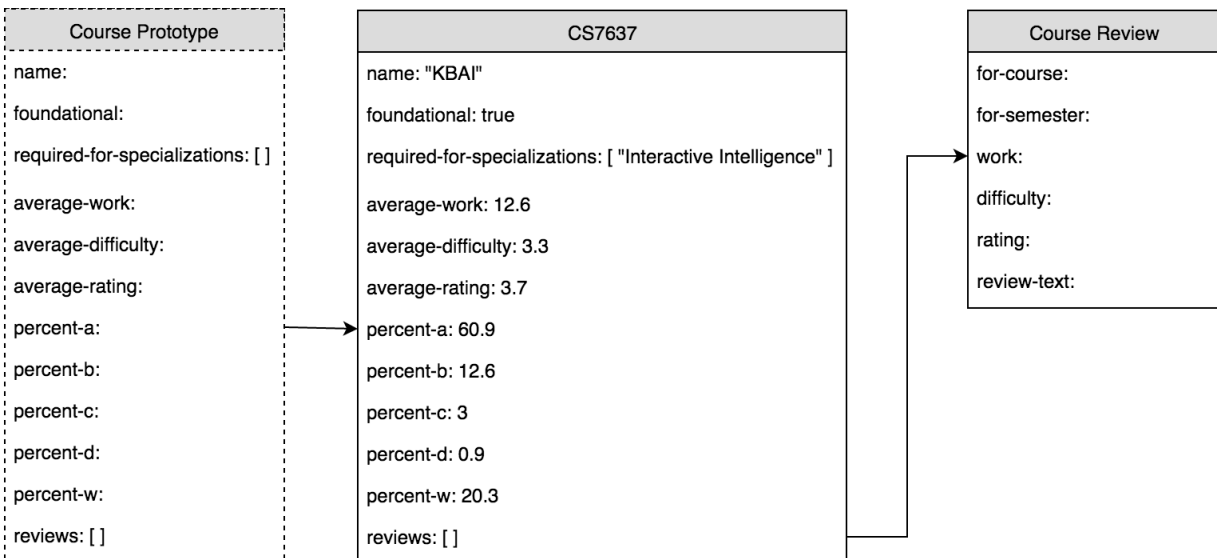 Course Prototype
name:
foundational:
required-for-specializations: [ ]
average-work:
average-difficulty:
average-rating:
percent-a:
percent-b:
percent-c:
percent-d:
percent-w:
reviews: [ ]
CS7637
name: "KBAI"
foundational: true
required-for-specializations: [ "Interactive Intelligence" ]
average-work: 12.6
average-difficulty: 3.3
average-rating: 3.7
percent-a: 60.9
percent-b: 12.6
percent-c: 3
percent-d: 0.9
percent-w: 20.3
reviews: [ ]
Course Review
for-course:
for-semester:
work:
difficulty:
rating:
review-text: